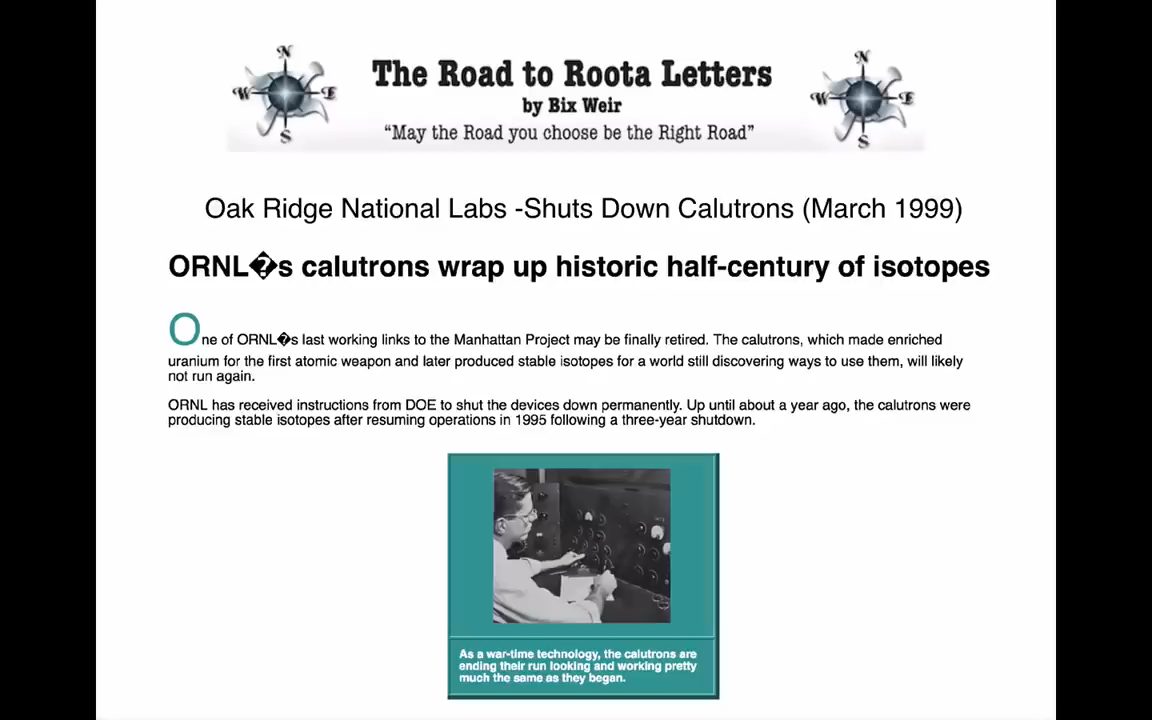 N
W E
S
The Road to Roota Letters
by Bix Weir
“May the Road you choose be the Right Road”
N
W E
S
Oak Ridge National Labs -Shuts Down Calutrons (March 1999)
ORNL�s calutrons wrap up historic half-century of isotopes
One of ORNL�s last working links to the Manhattan Project may be finally retired. The calutrons, which made enriched
uranium for the first atomic weapon and later produced stable isotopes for a world still discovering ways to use them, will likely
not run again.
ORNL has received instructions from DOE to shut the devices down permanently. Up until about a year ago, the calutrons were
producing stable isotopes after resuming operations in 1995 following a three-year shutdown.
As a war-time technology, the calutrons are
ending their run looking and working pretty
much the same as they began.